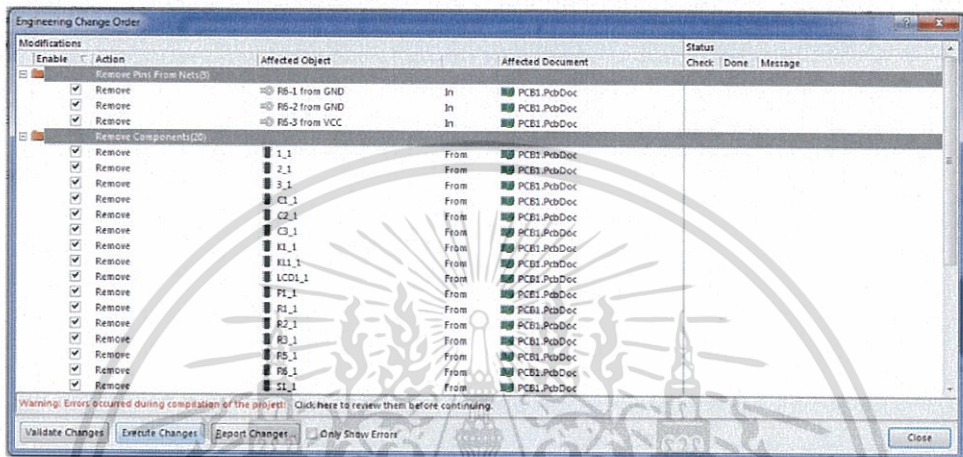 Engineering Change Order
Modifications Status
Enable Action Affected Object Affected Document Check Done Message
Remove Pins From Nets(3)
Remove R6-1 from GND In PCB1.PcbDoc
Remove R6-2 from GND In PCB1.PcbDoc
Remove R6-3 from VCC In PCB1.PcbDoc
Remove Components(20)
Remove 1_1 From PCB1.PcbDoc
Remove 2_1 From PCB1.PcbDoc
Remove 3_1 From PCB1.PcbDoc
Remove C1_1 From PCB1.PcbDoc
Remove C2_1 From PCB1.PcbDoc
Remove C3_1 From PCB1.PcbDoc
Remove K1_1 From PCB1.PcbDoc
Remove KL1_1 From PCB1.PcbDoc
Remove LCD1_1 From PCB1.PcbDoc
Remove P1_1 From PCB1.PcbDoc
Remove R1_1 From PCB1.PcbDoc
Remove R2_1 From PCB1.PcbDoc
Remove R3_1 From PCB1.PcbDoc
Remove R5_1 From PCB1.PcbDoc
Remove R6_1 From PCB1.PcbDoc
Remove S1_1 From PCB1.PcbDoc
Warning: Errors occurred during compilation of the project! Click here to review them before continuing.
Validate Changes Execute Changes Report Changes... Only Show Errors Close